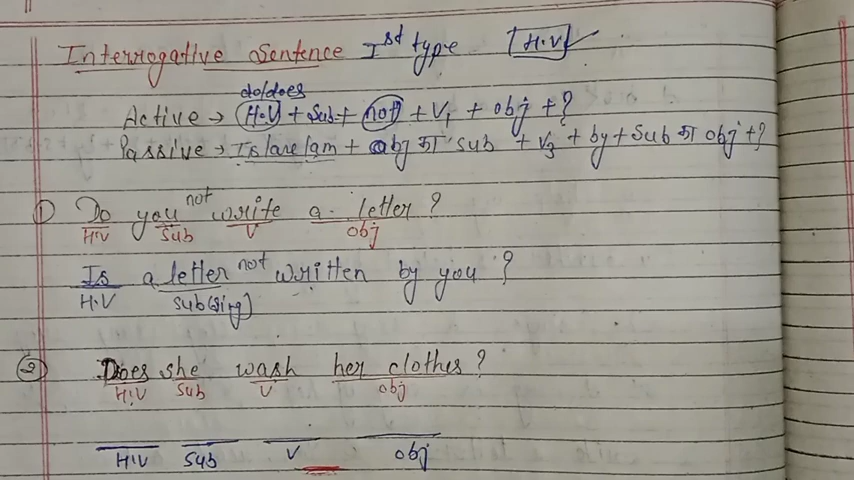 Interrogative Sentence Ist type [H.V]
do/does
Active → H.V + Sub + not + V1 + obj + ?
Passive → Is/are/am + obj का sub + V3 + by + Sub का obj + ?
① Do you not write a letter?
H.V Sub V obj
Is a letter not written by you?
H.V Sub(sing)
② Does she wash her clothes?
H.V Sub V obj
H.V Sub V obj